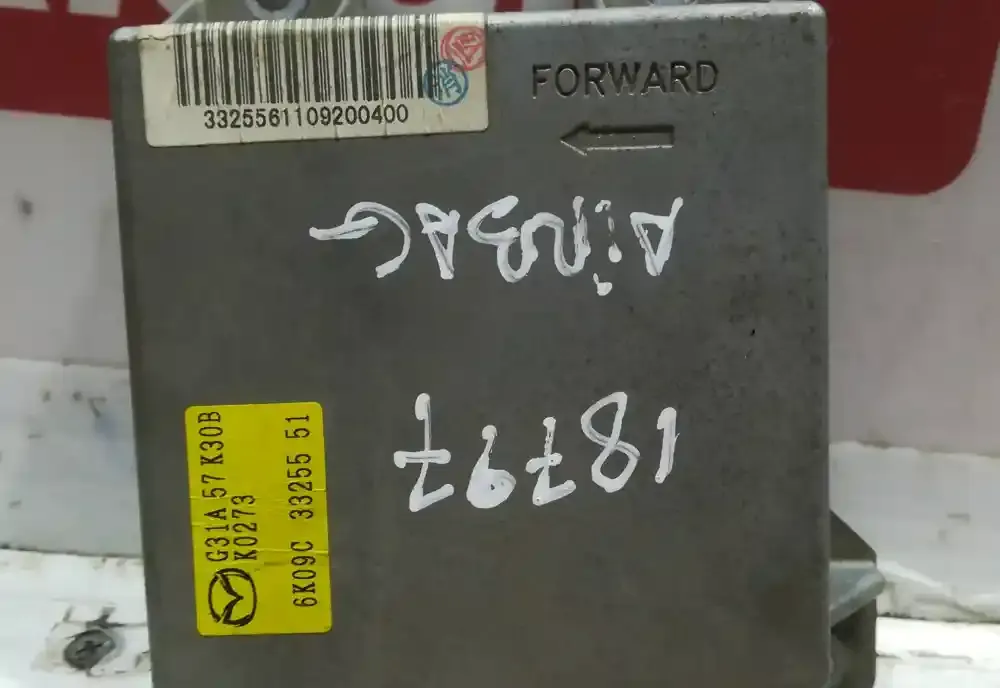 3325561109200400
FORWARD
AiRBAG
18797
G31A 57 K30B
K0273
6K09C 33255 51